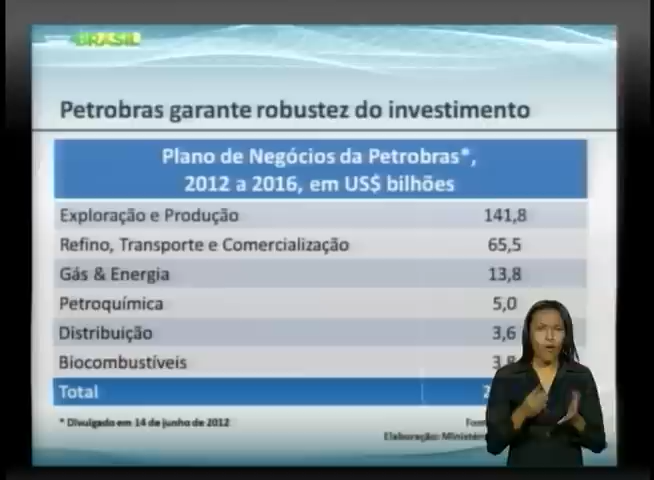 BRASIL
Petrobras garante robustez do investimento
Plano de Negócios da Petrobras*,
2012 a 2016, em US$ bilhões
Exploração e Produção 141,8
Refino, Transporte e Comercialização 65,5
Gás & Energia 13,8
Petroquímica 5,0
Distribuição 3,6
Biocombustíveis
Total
* Divulgado em 14 de junho de 2012
Elaboração: